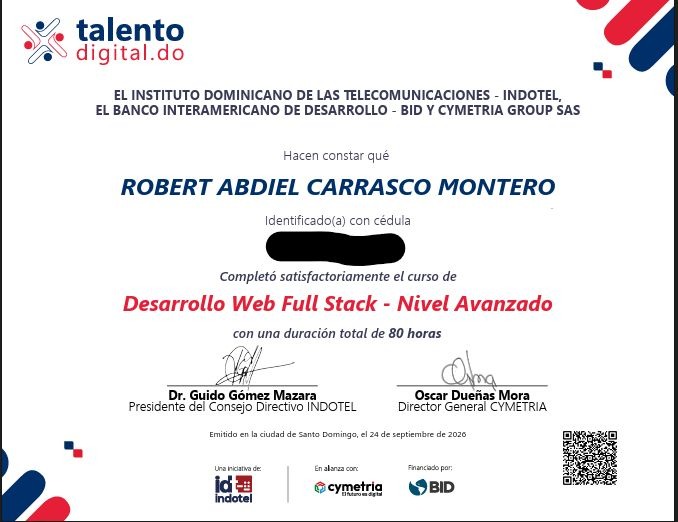 talento
digital.do
EL INSTITUTO DOMINICANO DE LAS TELECOMUNICACIONES - INDOTEL,
EL BANCO INTERAMERICANO DE DESARROLLO - BID Y CYMETRIA GROUP SAS
Hacen constar qué
ROBERT ABDIEL CARRASCO MONTERO
Identificado(a) con cédula
Completó satisfactoriamente el curso de
Desarrollo Web Full Stack - Nivel Avanzado
con una duración total de 80 horas
Dr. Guido Gómez Mazara
Presidente del Consejo Directivo INDOTEL
Oscar Dueñas Mora
Director General CYMETRIA
Emitido en la ciudad de Santo Domingo, el 24 de septiembre de 2026
Una iniciativa de:
id
indotel
En alianza con:
cymetria
El futuro es digital
Financiado por:
BID